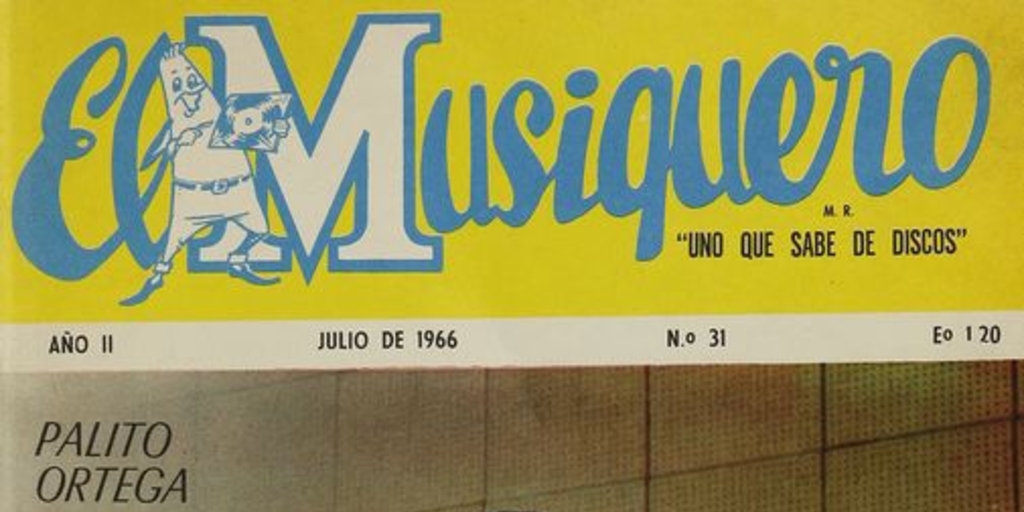 El Musiquero
M. R.
"UNO QUE SABE DE DISCOS"
AÑO II JULIO DE 1966 N.o 31 Eo 1 20
PALITO
ORTEGA